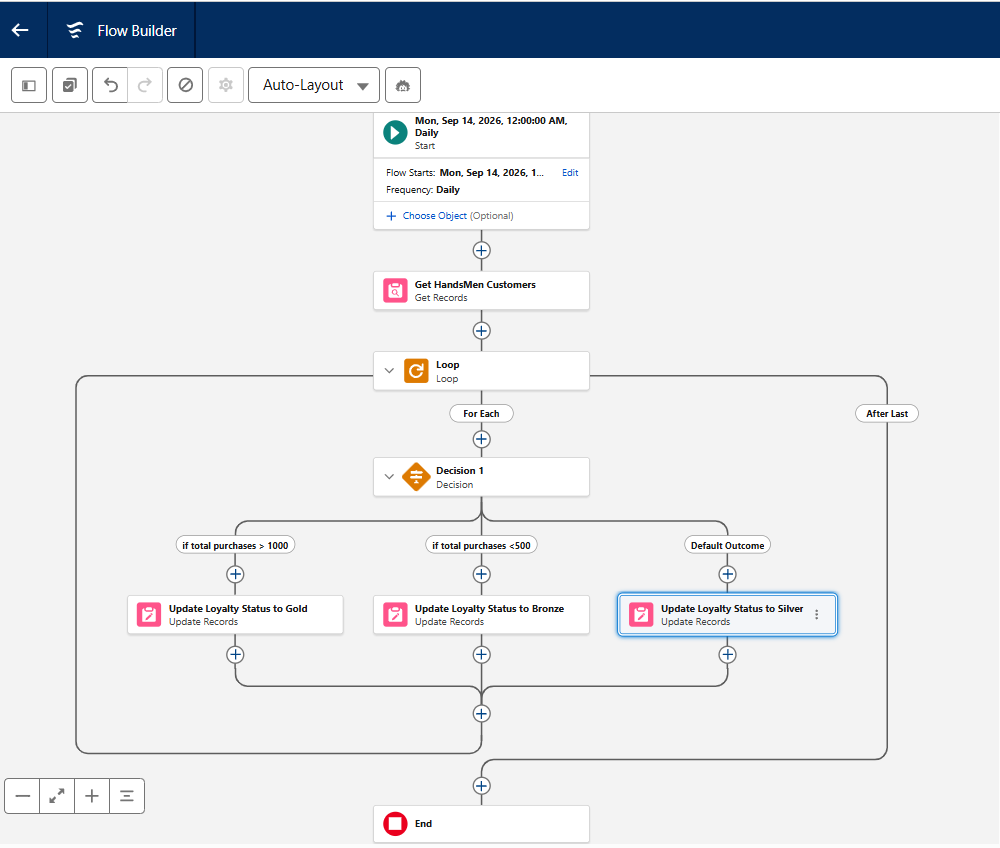 Flow Builder
Auto-Layout
Mon, Sep 14, 2026, 12:00:00 AM,
Daily
Start
Flow Starts: Mon, Sep 14, 2026, 1... Edit
Frequency: Daily
+ Choose Object (Optional)
Get HandsMen Customers
Get Records
Loop
Loop
For Each
After Last
Decision 1
Decision
if total purchases > 1000
if total purchases <500
Default Outcome
Update Loyalty Status to Gold
Update Records
Update Loyalty Status to Bronze
Update Records
Update Loyalty Status to Silver
Update Records
End